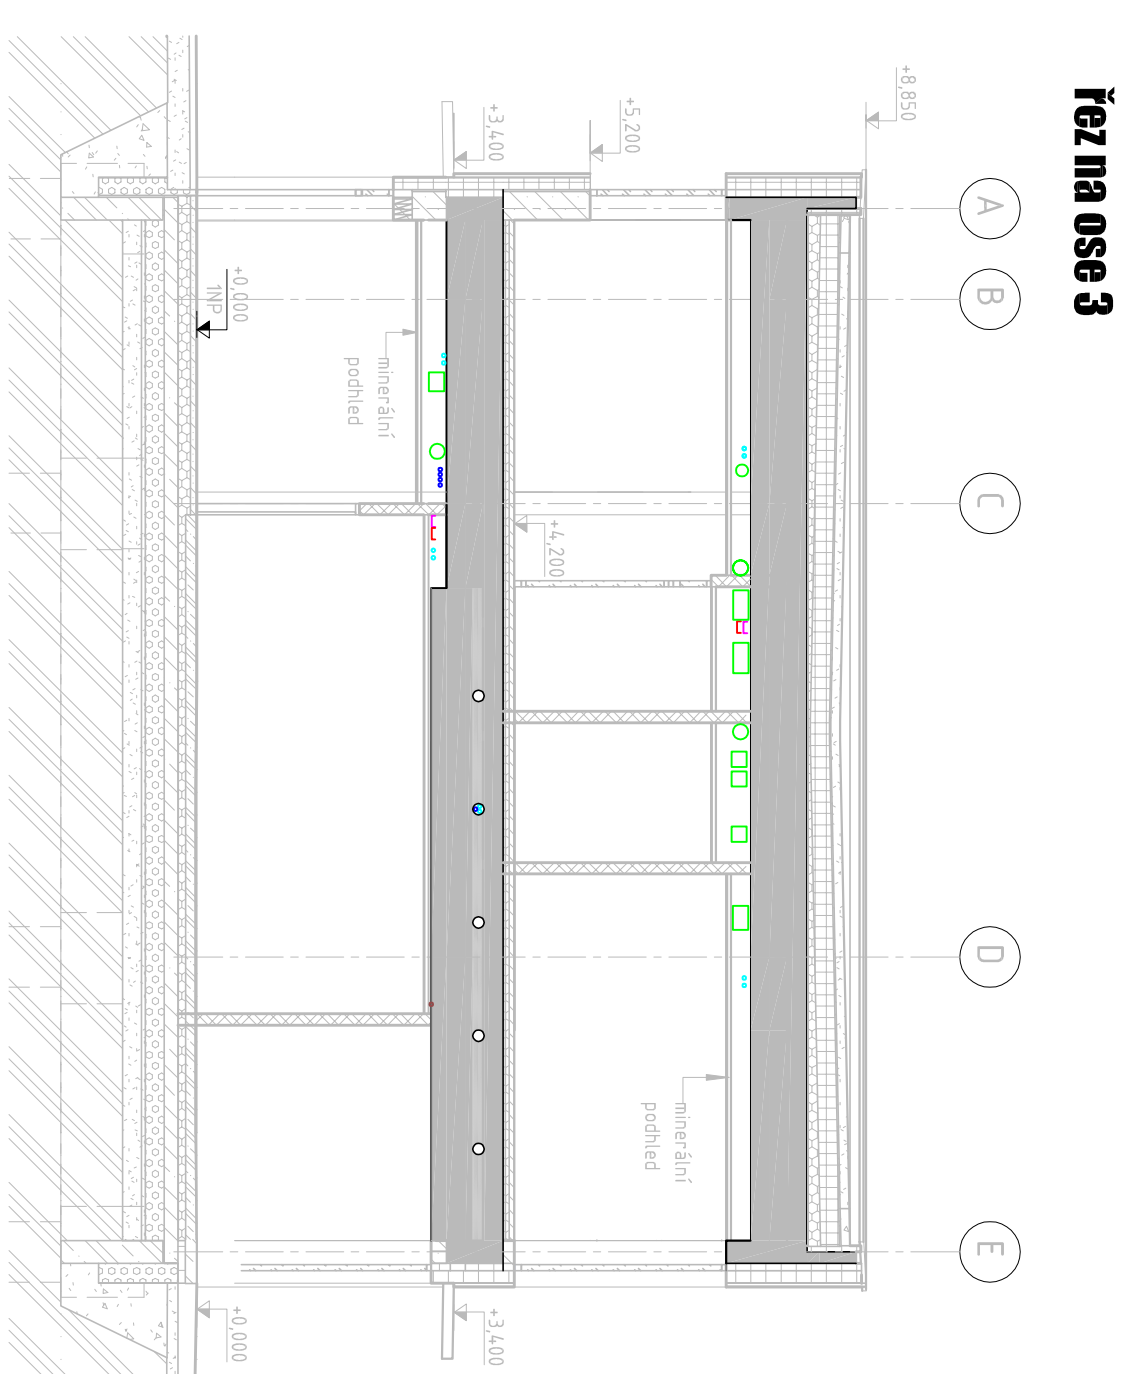 řez na ose 3
A
B
C
D
E
+8,850
+5,200
+3,400
+4,200
minerální
podhled
+0,000
1NP
minerální
podhled
+3,400
+0,000